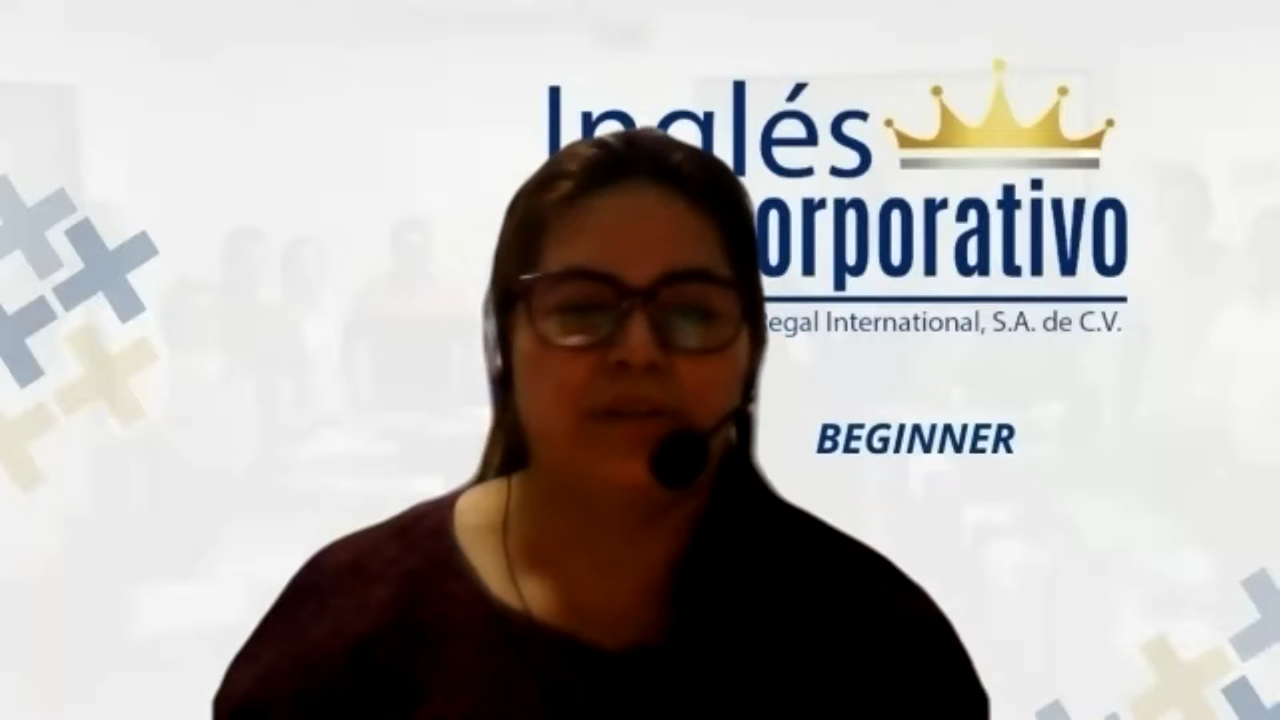 Inglés
orporativo
egal International, S.A. de C.V.
BEGINNER